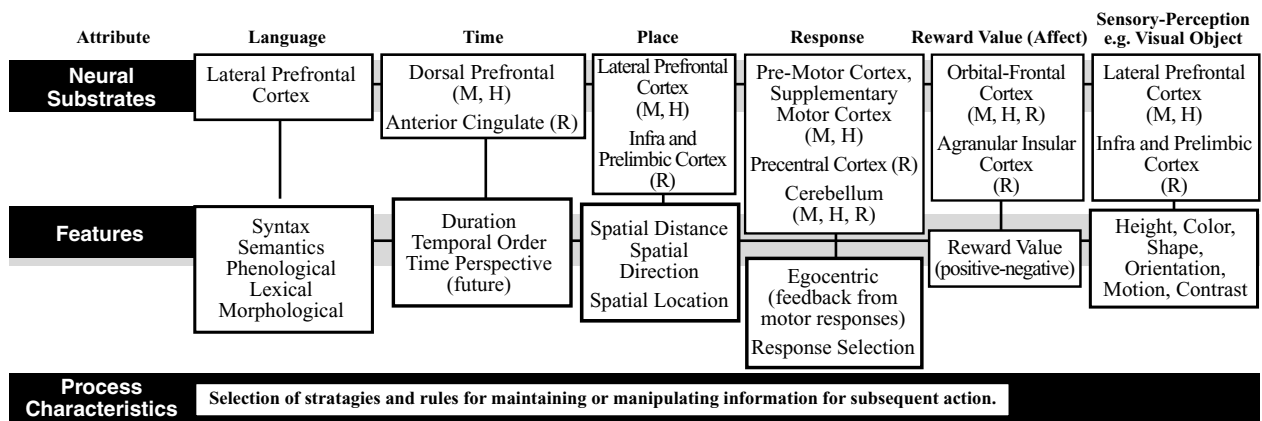 Attribute
Language
Time
Place
Response
Reward Value (Affect)
Sensory-Perception
e.g. Visual Object
Neural
Substrates
Lateral Prefrontal
Cortex
Dorsal Prefrontal
(M, H)
Anterior Cingulate (R)
Lateral Prefrontal
Cortex
(M, H)
Infra and
Prelimbic Cortex
(R)
Pre-Motor Cortex,
Supplementary
Motor Cortex
(M, H)
Precentral Cortex (R)
Cerebellum
(M, H, R)
Orbital-Frontal
Cortex
(M, H, R)
Agranular Insular
Cortex
(R)
Lateral Prefrontal
Cortex
(M, H)
Infra and Prelimbic
Cortex
(R)
Features
Syntax
Semantics
Phenological
Lexical
Morphological
Duration
Temporal Order
Time Perspective
(future)
Spatial Distance
Spatial
Direction
Spatial Location
Egocentric
(feedback from
motor responses)
Response Selection
Reward Value
(positive-negative)
Height, Color,
Shape,
Orientation,
Motion, Contrast
Process
Characteristics
Selection of stratagies and rules for maintaining or manipulating information for subsequent action.